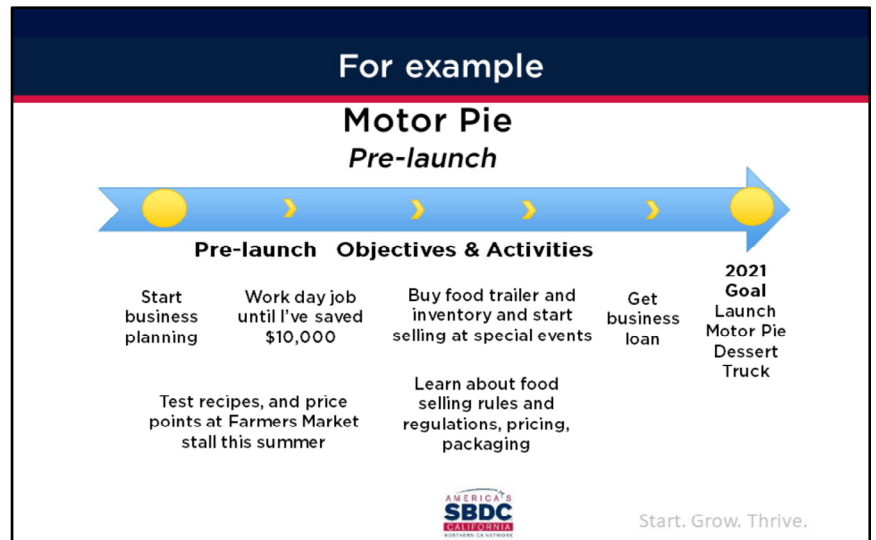 For example
Motor Pie
Pre-launch
Pre-launch Objectives & Activities
Start
business
planning
Work day job
until I've saved
$10,000
Buy food trailer and
inventory and start
selling at special events
Get
business
loan
2021
Goal
Launch
Motor Pie
Dessert
Truck
Test recipes, and price
points at Farmers Market
stall this summer
Learn about food
selling rules and
regulations, pricing,
packaging
AMERICA'S
SBDC
CALIFORNIA
NORTHERN CA NETWORK
Start. Grow. Thrive.